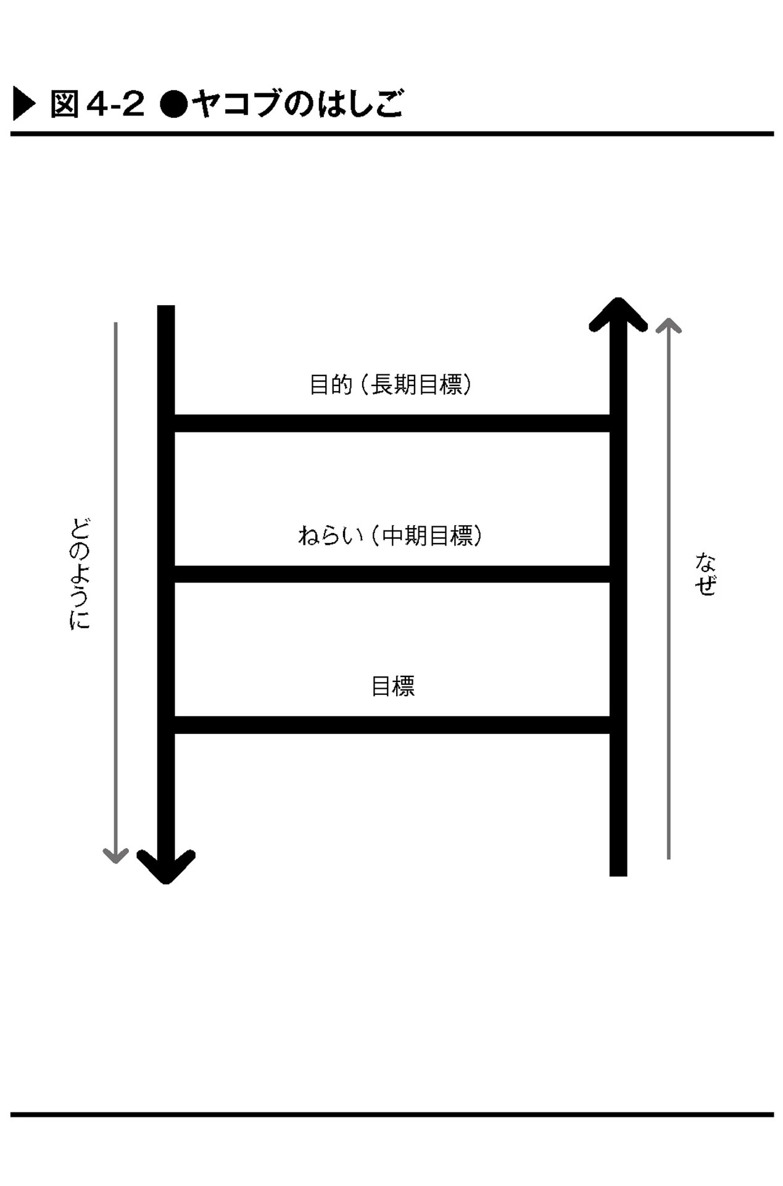 ▶ 図4-2 ●ヤコブのはしご
目的（長期目標）
ねらい（中期目標）
目標
どのように
なぜ